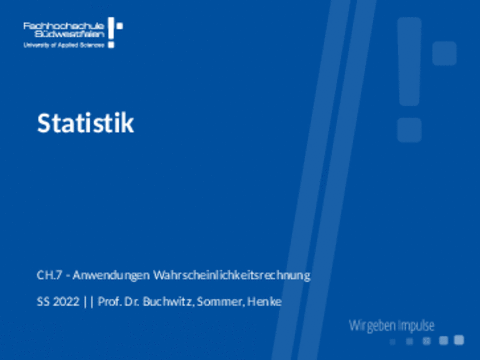 Fachhochschule
Südwestfalen
University of Applied Sciences
Statistik
CH.7 - Anwendungen Wahrscheinlichkeitsrechnung
SS 2022 || Prof. Dr. Buchwitz, Sommer, Henke
Wir geben Impulse